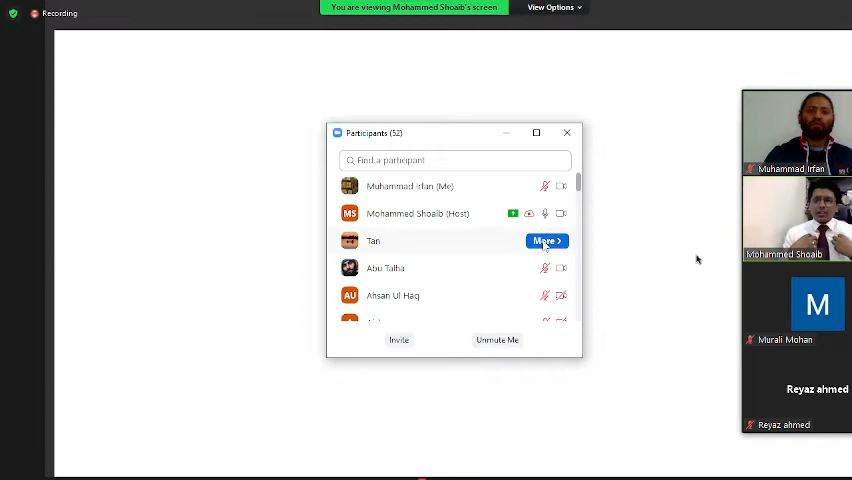 Recording
You are viewing Mohammed Shoaib's screen
View Options
Participants (52)
Find a participant
Muhammad Irfan (Me)
MS
Mohammed Shoaib (Host)
Tan
More
Abu Talha
AU
Ahsan Ul Haq
Invite
Unmute Me
Muhammad Irfan
Mohammed Shoaib
M
Murali Mohan
Reyaz ahmed
Reyaz ahmed